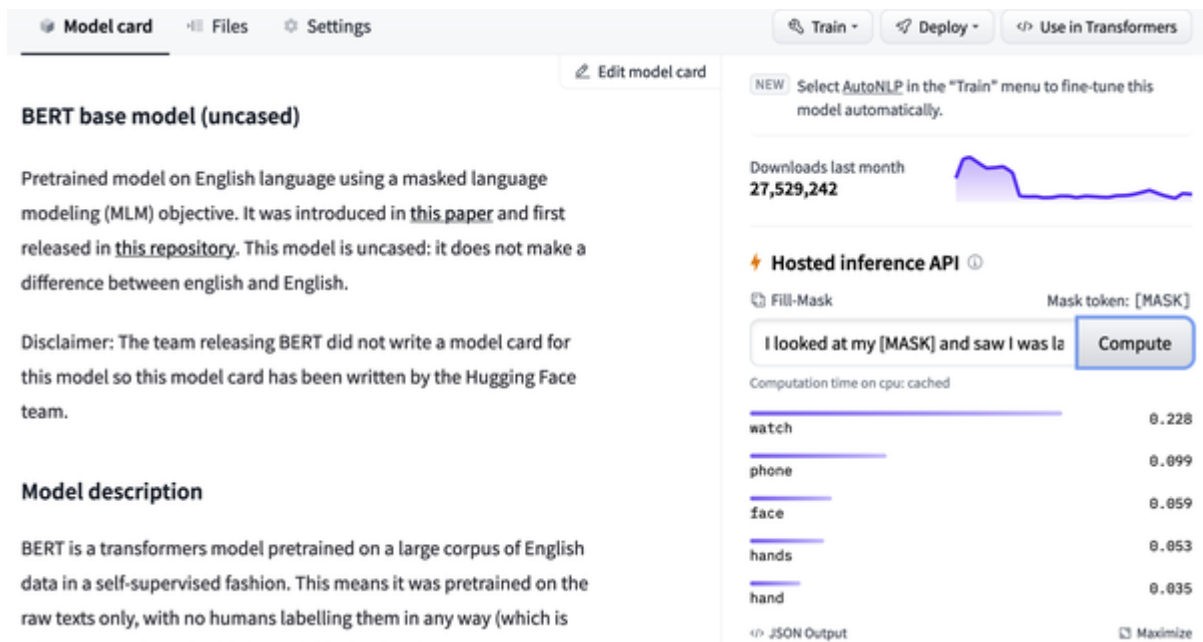 Model card Files Settings
Train Deploy Use in Transformers
Edit model card
BERT base model (uncased)
Pretrained model on English language using a masked language
modeling (MLM) objective. It was introduced in this paper and first
released in this repository. This model is uncased: it does not make a
difference between english and English.
Disclaimer: The team releasing BERT did not write a model card for
this model so this model card has been written by the Hugging Face
team.
Model description
BERT is a transformers model pretrained on a large corpus of English
data in a self-supervised fashion. This means it was pretrained on the
raw texts only, with no humans labelling them in any way (which is
NEW Select AutoNLP in the "Train" menu to fine-tune this
model automatically.
Downloads last month
27,529,242
Hosted inference API
Fill-Mask Mask token: [MASK]
I looked at my [MASK] and saw I was la Compute
Computation time on cpu: cached
watch 0.228
phone 0.099
face 0.059
hands 0.053
hand 0.035
</> JSON Output Maximize